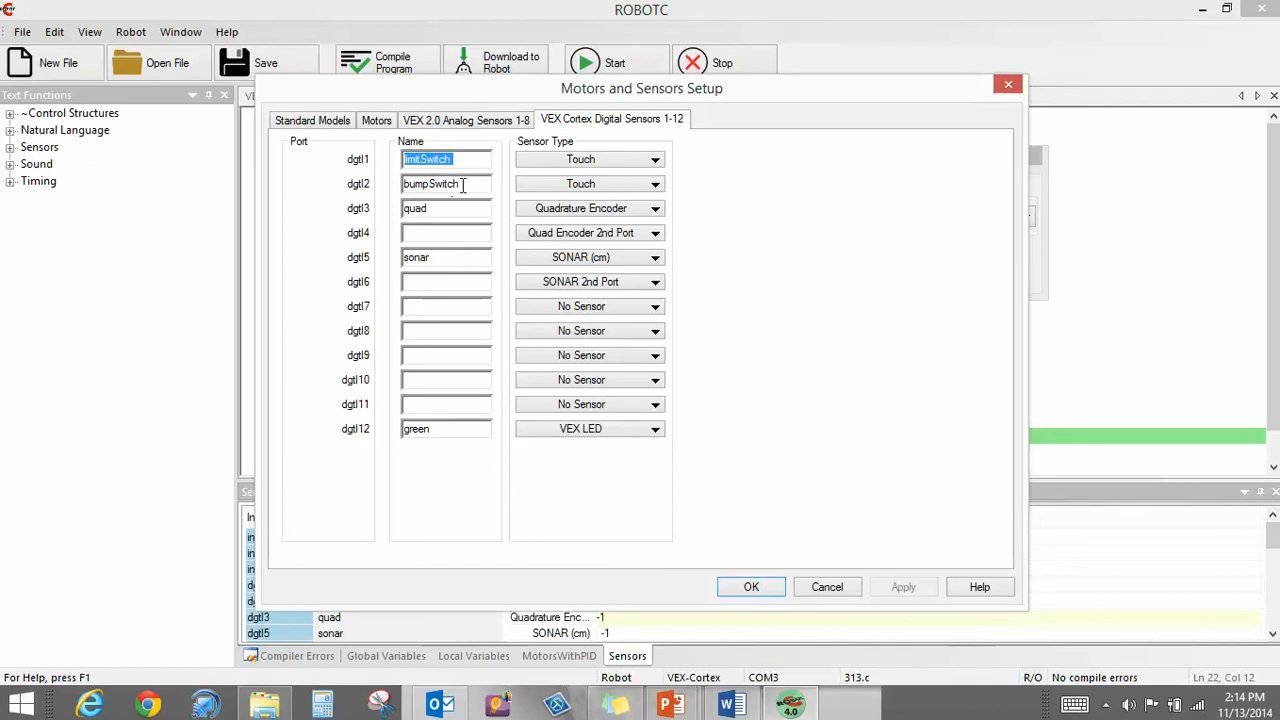 ROBOTC
File Edit View Robot Window Help
New File Open File Save Compile Program Download to Robot Start Stop
Text Functions
~Control Structures
Natural Language
Sensors
Sound
Timing
Motors and Sensors Setup
Standard Models Motors VEX 2.0 Analog Sensors 1-8 VEX Cortex Digital Sensors 1-12
Port Name Sensor Type
dgtl1 limitSwitch Touch
dgtl2 bumpSwitch Touch
dgtl3 quad Quadrature Encoder
dgtl4 Quad Encoder 2nd Port
dgtl5 sonar SONAR (cm)
dgtl6 SONAR 2nd Port
dgtl7 No Sensor
dgtl8 No Sensor
dgtl9 No Sensor
dgtl10 No Sensor
dgtl11 No Sensor
dgtl12 green VEX LED
OK Cancel Apply Help
dgtl3 quad Quadrature Enc... -1
dgtl5 sonar SONAR (cm) -1
Compiler Errors Global Variables Local Variables MotorsWithPID Sensors
For Help, press F1 Robot VEX-Cortex COM3 313.c R/O No compile errors Ln 22, Col 12
4.0
2:14 PM
11/13/2014